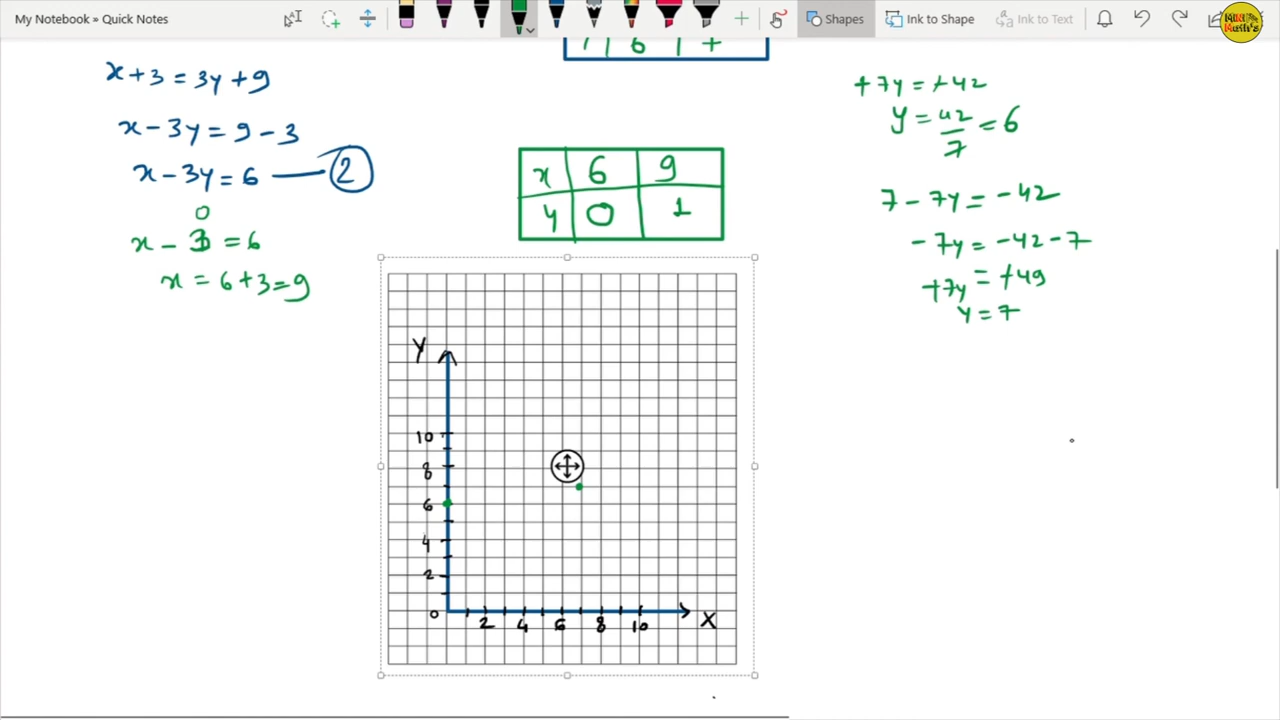 My Notebook » Quick Notes
Shapes
Ink to Shape
Ink to Text
x + 3 = 3y + 9
x - 3y = 9 - 3
x - 3y = 6 —— 2
0
x - 3 = 6
x = 6 + 3 = 9
x 6 9
y 0 1
+7y = +42
y = 42/7 = 6
7 - 7y = -42
-7y = -42 - 7
+7y = +49
y = 7
Y
10
8
6
4
2
0
2 4 6 8 10 X